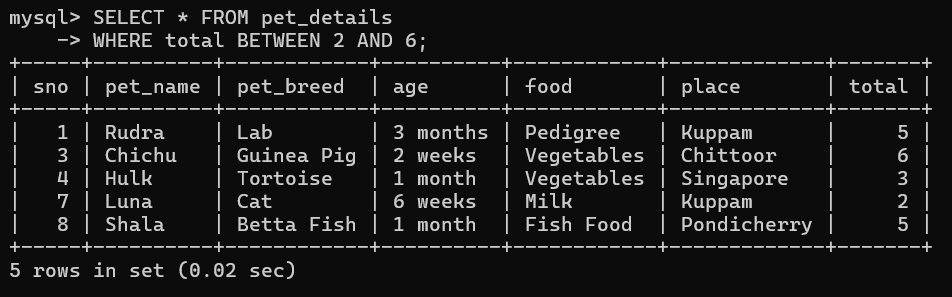 mysql> SELECT * FROM pet_details
    -> WHERE total BETWEEN 2 AND 6;
+-----+----------+------------+----------+------------+-------------+-------+
| sno | pet_name | pet_breed  | age      | food       | place       | total |
+-----+----------+------------+----------+------------+-------------+-------+
|   1 | Rudra    | Lab        | 3 months | Pedigree   | Kuppam      |     5 |
|   3 | Chichu   | Guinea Pig | 2 weeks  | Vegetables | Chittoor    |     6 |
|   4 | Hulk     | Tortoise   | 1 month  | Vegetables | Singapore   |     3 |
|   7 | Luna     | Cat        | 6 weeks  | Milk       | Kuppam      |     2 |
|   8 | Shala    | Betta Fish | 1 month  | Fish Food  | Pondicherry |     5 |
+-----+----------+------------+----------+------------+-------------+-------+
5 rows in set (0.02 sec)